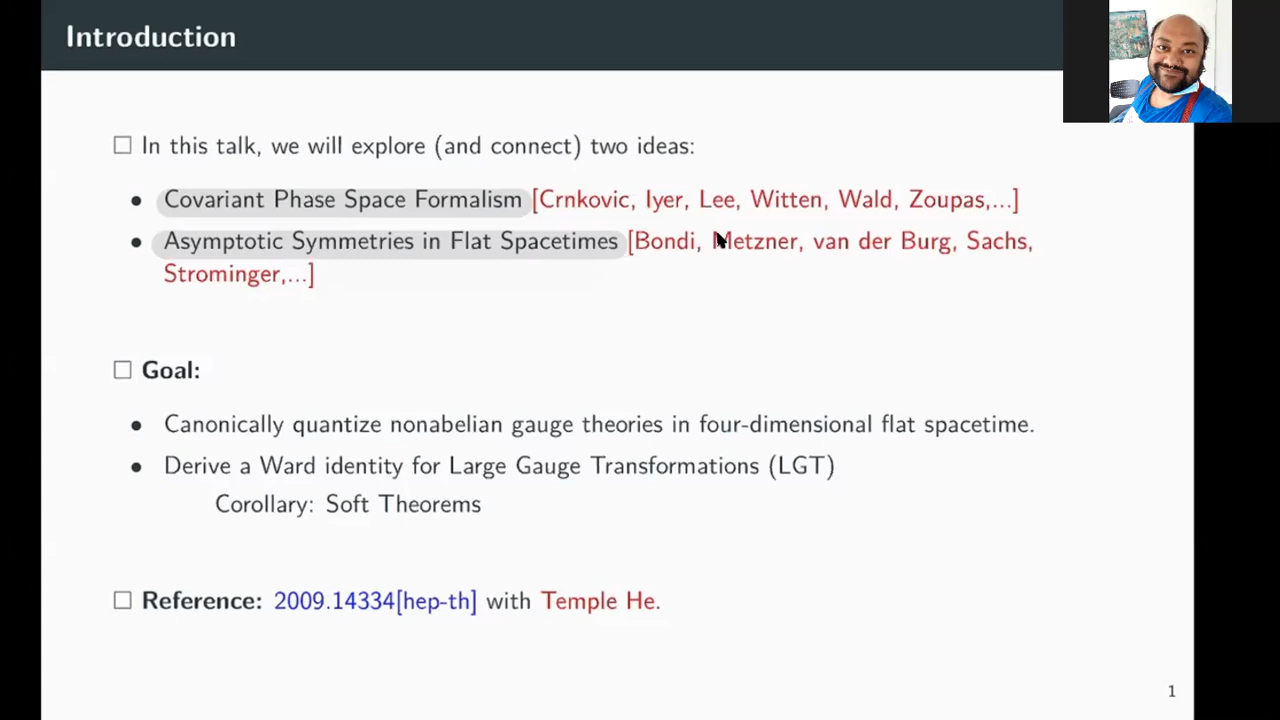 Introduction
□ In this talk, we will explore (and connect) two ideas:
• Covariant Phase Space Formalism [Crnkovic, Iyer, Lee, Witten, Wald, Zoupas,...]
• Asymptotic Symmetries in Flat Spacetimes [Bondi, Metzner, van der Burg, Sachs,
Strominger,...]
□ Goal:
• Canonically quantize nonabelian gauge theories in four-dimensional flat spacetime.
• Derive a Ward identity for Large Gauge Transformations (LGT)
Corollary: Soft Theorems
□ Reference: 2009.14334[hep-th] with Temple He.
1